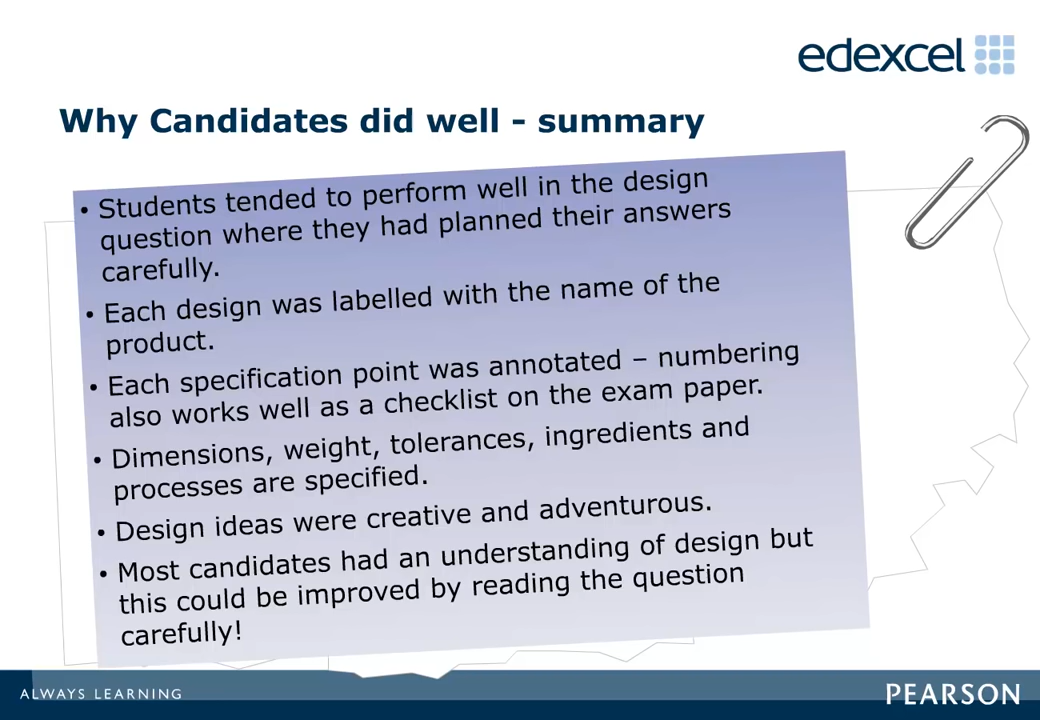 edexcel
Why Candidates did well - summary
• Students tended to perform well in the design
question where they had planned their answers
carefully.
• Each design was labelled with the name of the
product.
• Each specification point was annotated – numbering
also works well as a checklist on the exam paper.
• Dimensions, weight, tolerances, ingredients and
processes are specified.
• Design ideas were creative and adventurous.
• Most candidates had an understanding of design but
this could be improved by reading the question
carefully!
ALWAYS LEARNING
PEARSON